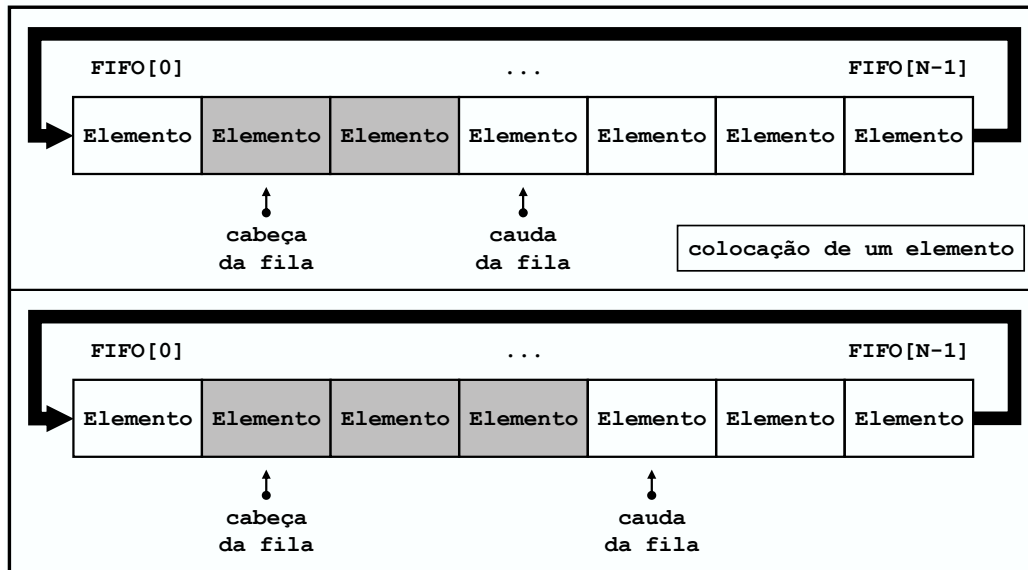 FIFO[0] ... FIFO[N-1]
Elemento Elemento Elemento Elemento Elemento Elemento Elemento
cabeça
da fila
cauda
da fila
colocação de um elemento
FIFO[0] ... FIFO[N-1]
Elemento Elemento Elemento Elemento Elemento Elemento Elemento
cabeça
da fila
cauda
da fila